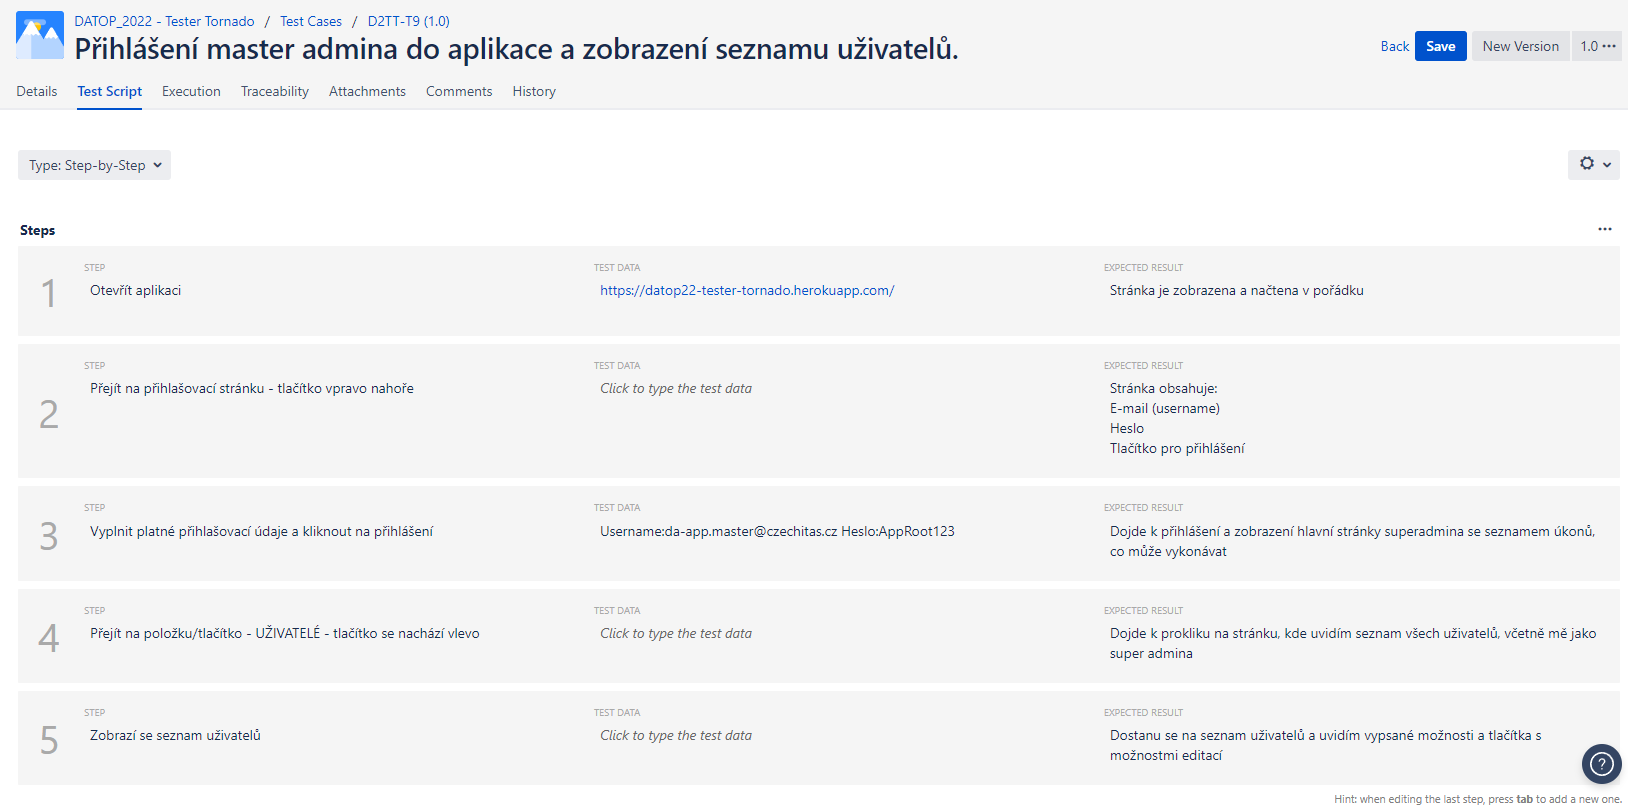 DATOP_2022 - Tester Tornado / Test Cases / D2TT-T9 (1.0)
Přihlášení master admina do aplikace a zobrazení seznamu uživatelů.
Back Save New Version 1.0
Details Test Script Execution Traceability Attachments Comments History
Type: Step-by-Step
Steps
1
STEP
Otevřít aplikaci
TEST DATA
https://datop22-tester-tornado.herokuapp.com/
EXPECTED RESULT
Stránka je zobrazena a načtena v pořádku
2
STEP
Přejít na přihlašovací stránku - tlačítko vpravo nahoře
TEST DATA
Click to type the test data
EXPECTED RESULT
Stránka obsahuje:
E-mail (username)
Heslo
Tlačítko pro přihlášení
3
STEP
Vyplnit platné přihlašovací údaje a kliknout na přihlášení
TEST DATA
Username:da-app.master@czechitas.cz Heslo:AppRoot123
EXPECTED RESULT
Dojde k přihlášení a zobrazení hlavní stránky superadmina se seznamem úkonů,
co může vykonávat
4
STEP
Přejít na položku/tlačítko - UŽIVATELÉ - tlačítko se nachází vlevo
TEST DATA
Click to type the test data
EXPECTED RESULT
Dojde k prokliku na stránku, kde uvidím seznam všech uživatelů, včetně mě jako
super admina
5
STEP
Zobrazí se seznam uživatelů
TEST DATA
Click to type the test data
EXPECTED RESULT
Dostanu se na seznam uživatelů a uvidím vypsané možnosti a tlačítka s
možnostmi editací
?
Hint: when editing the last step, press tab to add a new one.